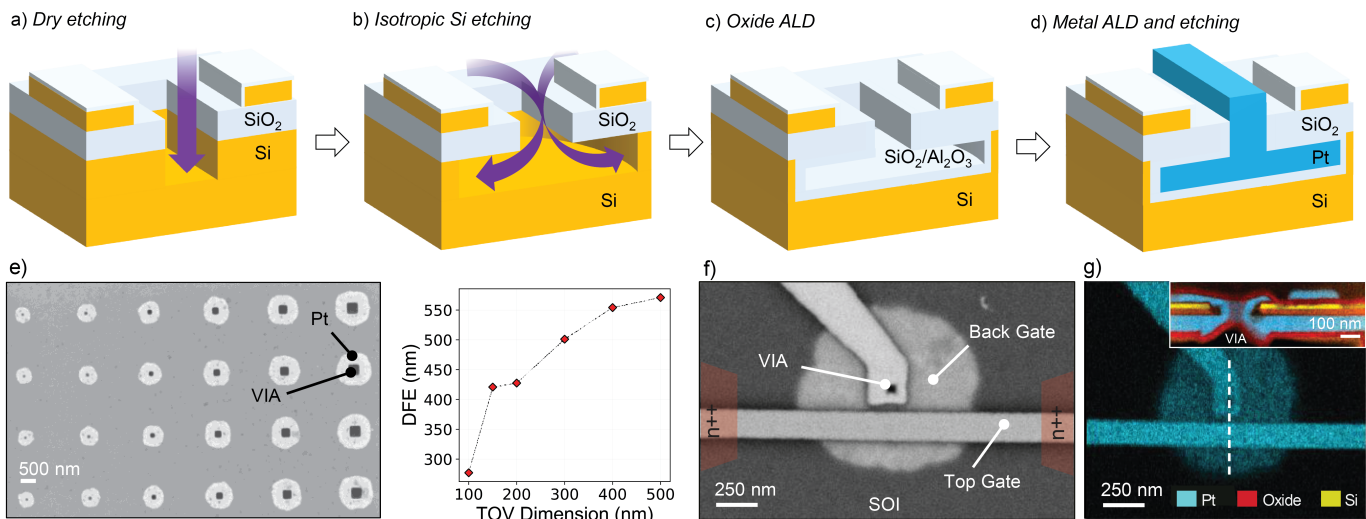 a) Dry etching
b) Isotropic Si etching
c) Oxide ALD
d) Metal ALD and etching
SiO2
Si
SiO2
Si
SiO2/Al2O3
Si
SiO2
Pt
Si
e)
Pt
VIA
500 nm
DFE (nm)
550
500
450
400
350
300
100
200
300
400
500
TOV Dimension (nm)
f)
VIA
Back Gate
n++
n++
Top Gate
250 nm
SOI
g)
100 nm
VIA
250 nm
Pt
Oxide
Si